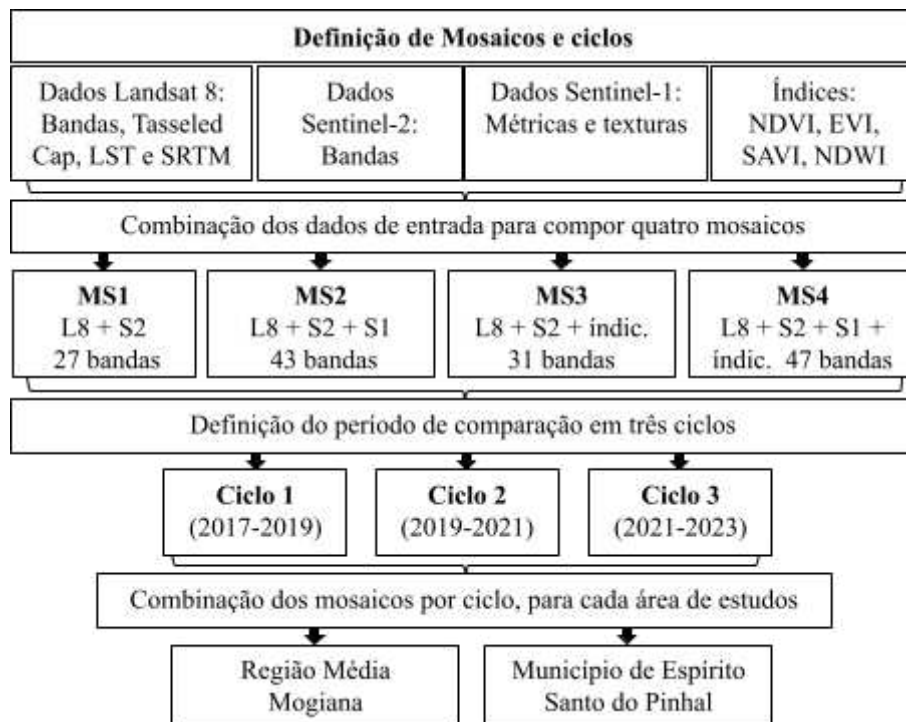 Definição de Mosaicos e ciclos
Dados Landsat 8:
Bandas, Tasseled
Cap, LST e SRTM
Dados
Sentinel-2:
Bandas
Dados Sentinel-1:
Métricas e texturas
Índices:
NDVI, EVI,
SAVI, NDWI
Combinação dos dados de entrada para compor quatro mosaicos
MS1
L8 + S2
27 bandas
MS2
L8 + S2 + S1
43 bandas
MS3
L8 + S2 + índic.
31 bandas
MS4
L8 + S2 + S1 +
índic. 47 bandas
Definição do período de comparação em três ciclos
Ciclo 1
(2017-2019)
Ciclo 2
(2019-2021)
Ciclo 3
(2021-2023)
Combinação dos mosaicos por ciclo, para cada área de estudos
Região Média
Mogiana
Município de Espírito
Santo do Pinhal